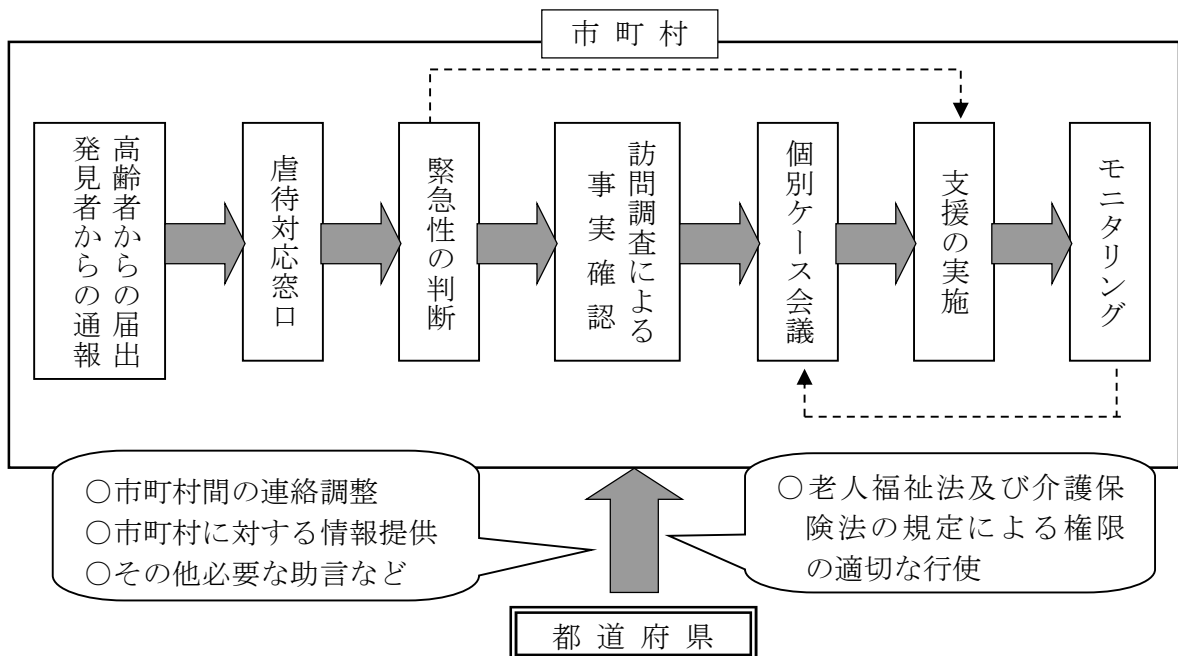 市町村
高齢者からの届出
発見者からの通報
虐待対応窓口
緊急性の判断
訪問調査による
事実確認
個別ケース会議
支援の実施
モニタリング
○市町村間の連絡調整
○市町村に対する情報提供
○その他必要な助言など
○老人福祉法及び介護保
険法の規定による権限
の適切な行使
都道府県